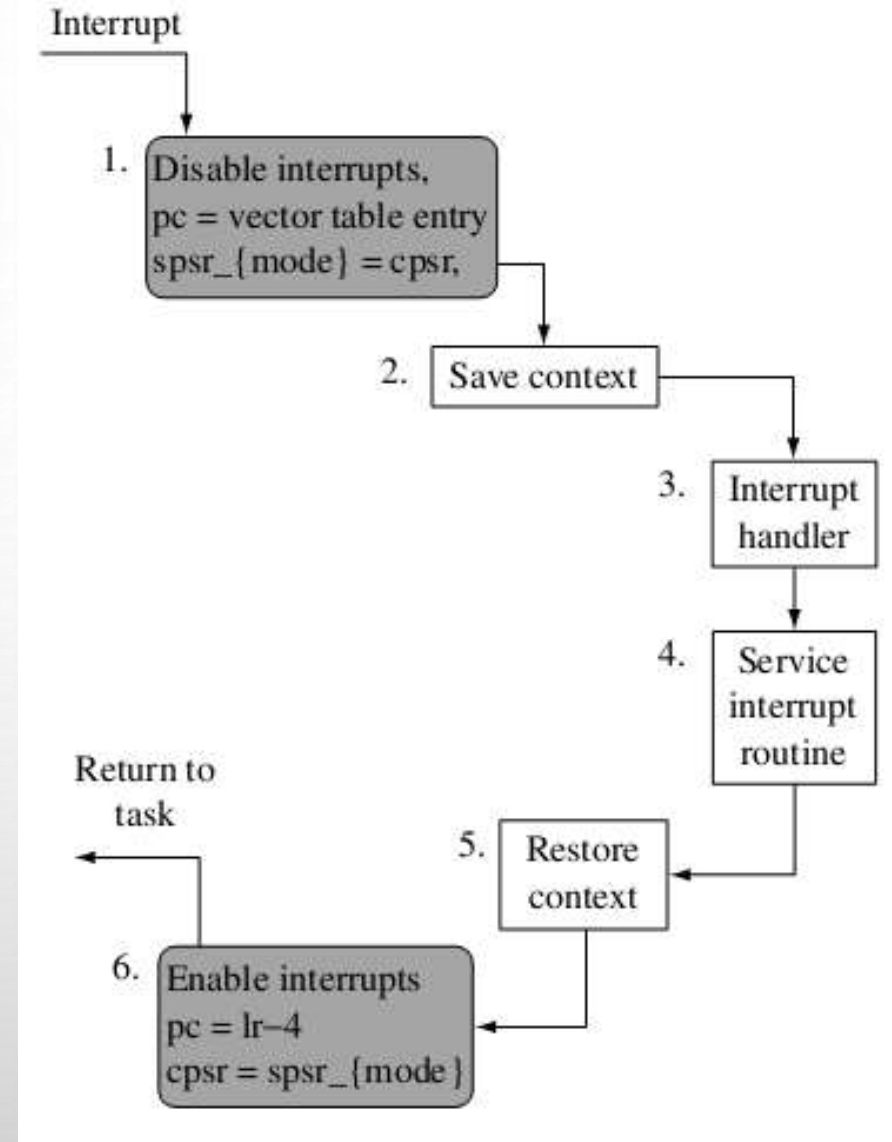 Interrupt
1.
Disable interrupts,
pc = vector table entry
spsr_{mode} = cpsr,
2.
Save context
3.
Interrupt
handler
4.
Service
interrupt
routine
5.
Restore
context
Return to
task
6.
Enable interrupts
pc = lr–4
cpsr = spsr_{mode}